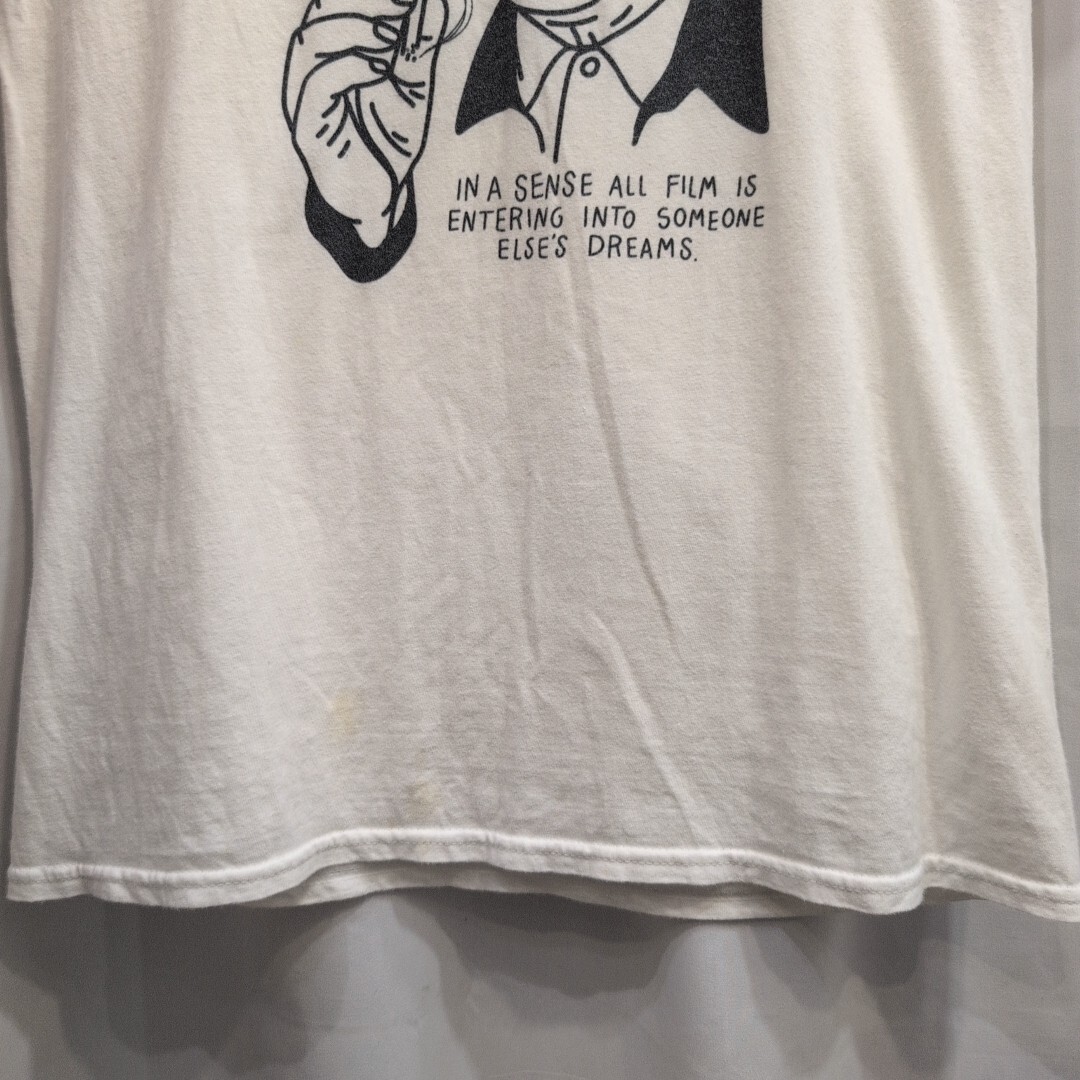 IN A SENSE ALL FILM IS
ENTERING INTO SOMEONE
ELSE'S DREAMS.